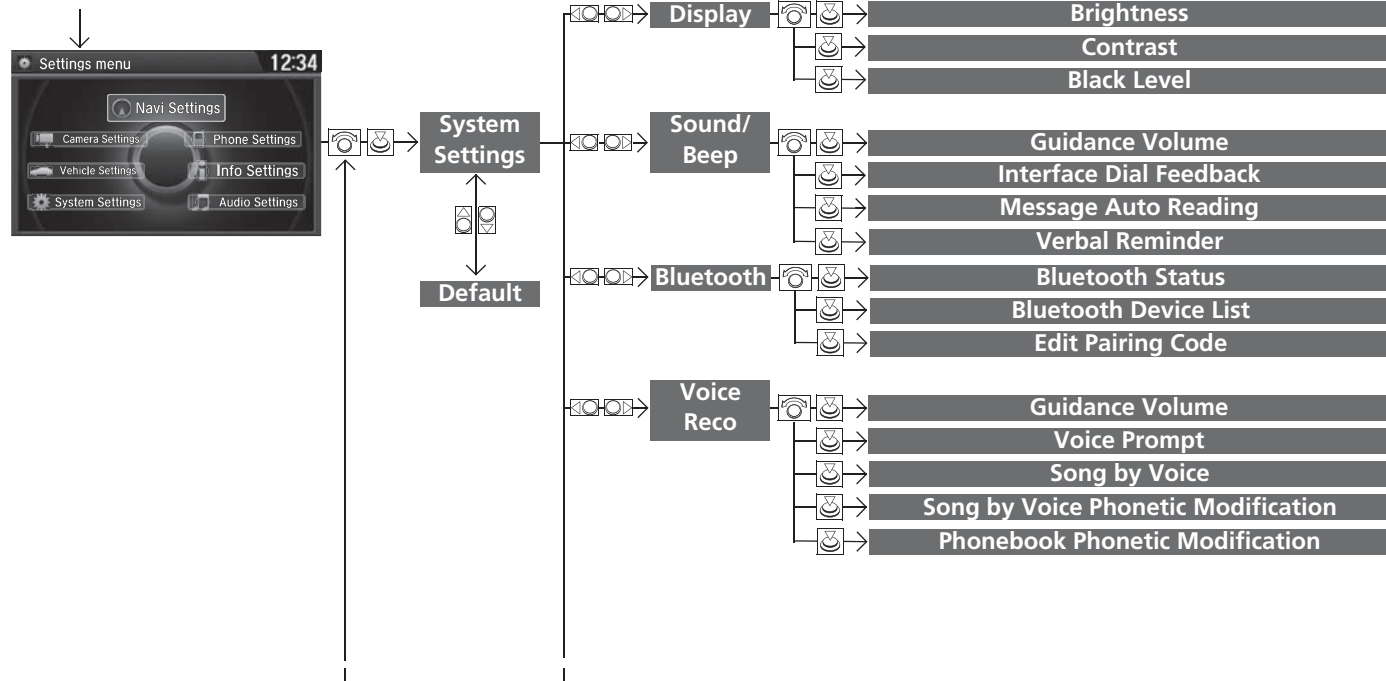 Settings menu
12:34
Navi Settings
Camera Settings
Phone Settings
Vehicle Settings
Info Settings
System Settings
Audio Settings
System
Settings
Default
Display
Brightness
Contrast
Black Level
Sound/
Beep
Guidance Volume
Interface Dial Feedback
Message Auto Reading
Verbal Reminder
Bluetooth
Bluetooth Status
Bluetooth Device List
Edit Pairing Code
Voice
Reco
Guidance Volume
Voice Prompt
Song by Voice
Song by Voice Phonetic Modification
Phonebook Phonetic Modification